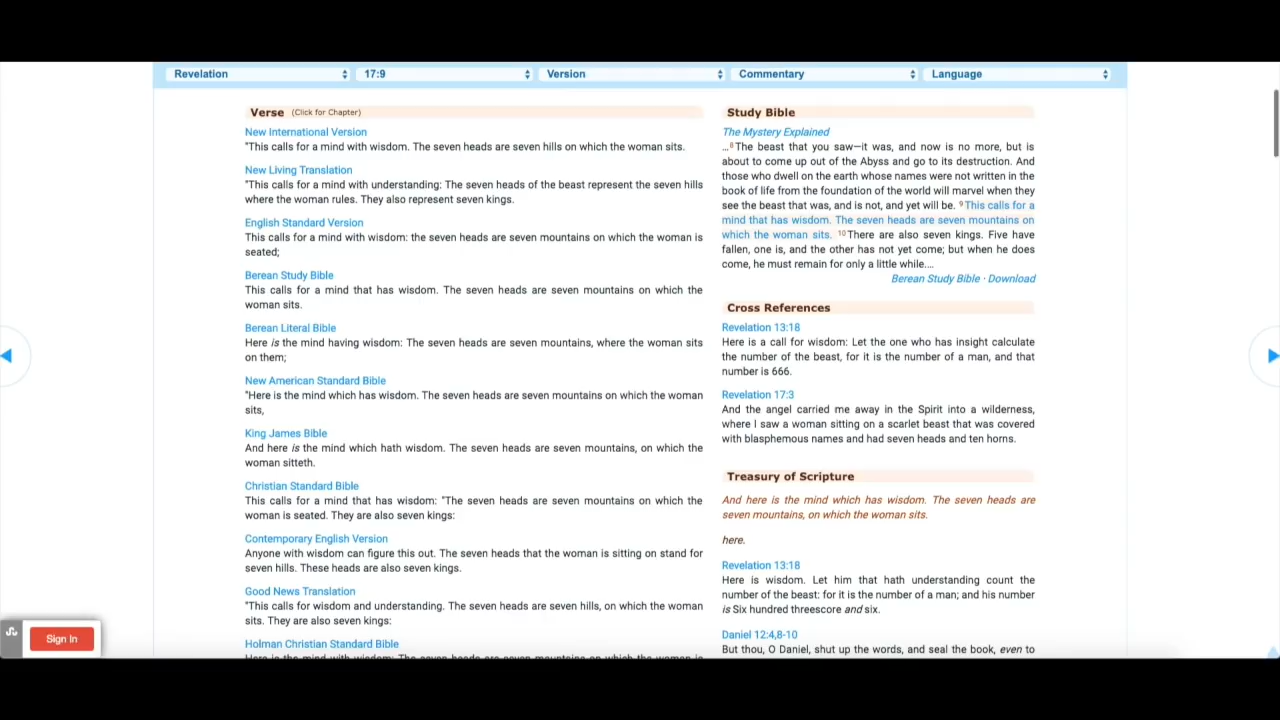 Revelation
17:9
Version
Commentary
Language
Verse (Click for Chapter)
New International Version
"This calls for a mind with wisdom. The seven heads are seven hills on which the woman sits.
New Living Translation
"This calls for a mind with understanding: The seven heads of the beast represent the seven hills
where the woman rules. They also represent seven kings.
English Standard Version
This calls for a mind with wisdom: the seven heads are seven mountains on which the woman is
seated;
Berean Study Bible
This calls for a mind that has wisdom. The seven heads are seven mountains on which the
woman sits.
Berean Literal Bible
Here is the mind having wisdom: The seven heads are seven mountains, where the woman sits
on them;
New American Standard Bible
"Here is the mind which has wisdom. The seven heads are seven mountains on which the woman
sits,
King James Bible
And here is the mind which hath wisdom. The seven heads are seven mountains, on which the
woman sitteth.
Christian Standard Bible
This calls for a mind that has wisdom: "The seven heads are seven mountains on which the
woman is seated. They are also seven kings:
Contemporary English Version
Anyone with wisdom can figure this out. The seven heads that the woman is sitting on stand for
seven hills. These heads are also seven kings.
Good News Translation
"This calls for wisdom and understanding. The seven heads are seven hills, on which the woman
sits. They are also seven kings:
Holman Christian Standard Bible
Here is the mind with wisdom: The seven heads are seven mountains on which the woman is
Study Bible
The Mystery Explained
…8The beast that you saw—it was, and now is no more, but is
about to come up out of the Abyss and go to its destruction. And
those who dwell on the earth whose names were not written in the
book of life from the foundation of the world will marvel when they
see the beast that was, and is not, and yet will be. 9This calls for a
mind that has wisdom. The seven heads are seven mountains on
which the woman sits. 10There are also seven kings. Five have
fallen, one is, and the other has not yet come; but when he does
come, he must remain for only a little while.…
Berean Study Bible · Download
Cross References
Revelation 13:18
Here is a call for wisdom: Let the one who has insight calculate
the number of the beast, for it is the number of a man, and that
number is 666.
Revelation 17:3
And the angel carried me away in the Spirit into a wilderness,
where I saw a woman sitting on a scarlet beast that was covered
with blasphemous names and had seven heads and ten horns.
Treasury of Scripture
And here is the mind which has wisdom. The seven heads are
seven mountains, on which the woman sits.
here.
Revelation 13:18
Here is wisdom. Let him that hath understanding count the
number of the beast: for it is the number of a man; and his number
is Six hundred threescore and six.
Daniel 12:4,8-10
But thou, O Daniel, shut up the words, and seal the book, even to
Sign In